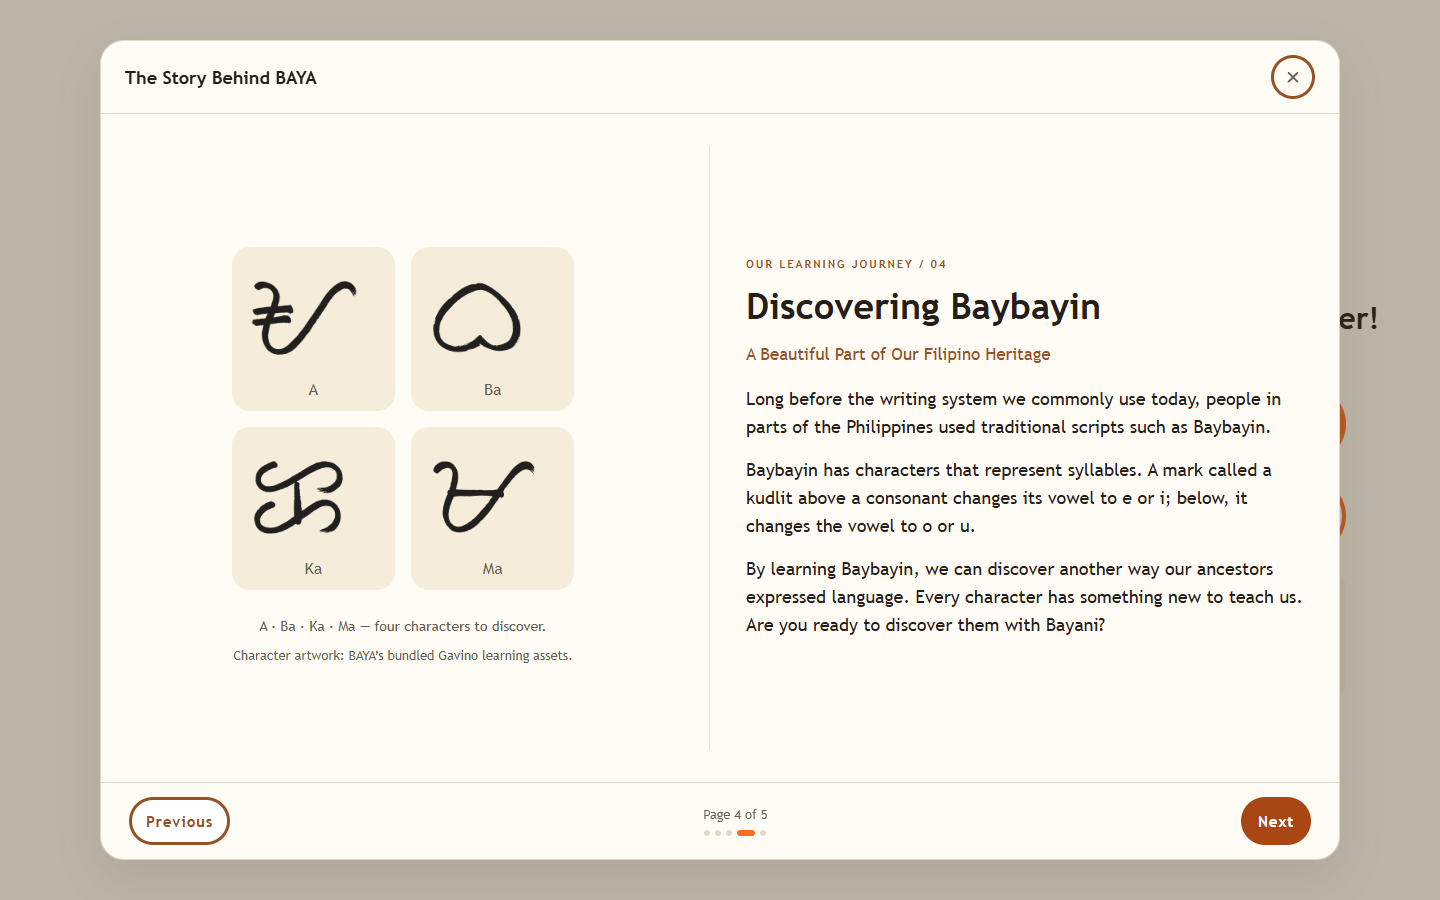 The Story Behind BAYA
ᜀ
A
ᜊ
Ba
ᜃ
Ka
ᜋ
Ma
A · Ba · Ka · Ma — four characters to discover.
Character artwork: BAYA's bundled Gavino learning assets.
OUR LEARNING JOURNEY / 04
Discovering Baybayin
A Beautiful Part of Our Filipino Heritage
Long before the writing system we commonly use today, people in
parts of the Philippines used traditional scripts such as Baybayin.
Baybayin has characters that represent syllables. A mark called a
kudlit above a consonant changes its vowel to e or i; below, it
changes the vowel to o or u.
By learning Baybayin, we can discover another way our ancestors
expressed language. Every character has something new to teach us.
Are you ready to discover them with Bayani?
er!
Previous
Page 4 of 5
Next